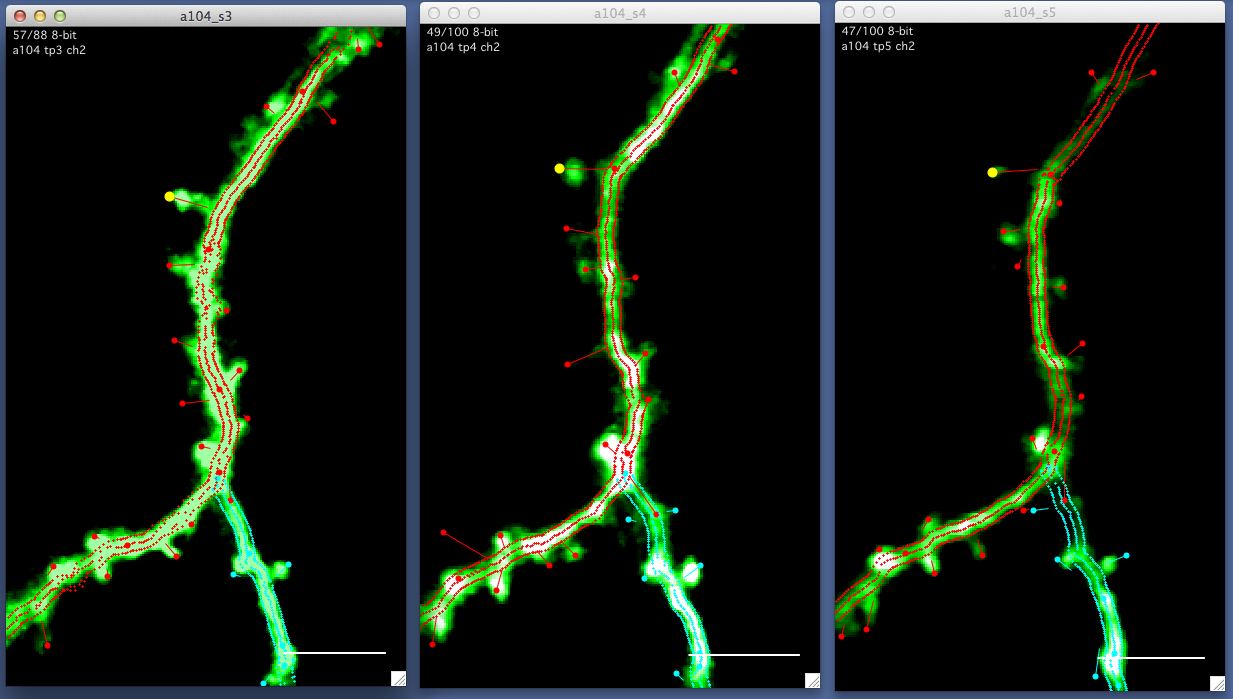 a104_s3
57/88 8-bit
a104 tp3 ch2
a104_s4
49/100 8-bit
a104 tp4 ch2
a104_s5
47/100 8-bit
a104 tp5 ch2